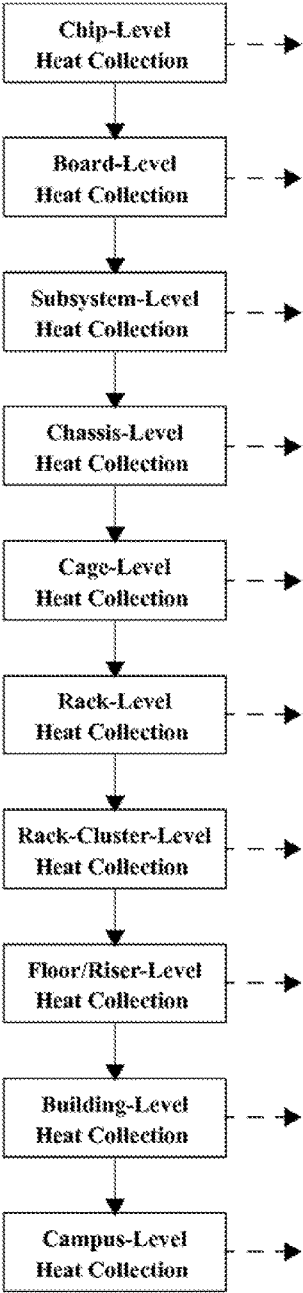 Chip-Level
Heat Collection
Board-Level
Heat Collection
Subsystem-Level
Heat Collection
Chassis-Level
Heat Collection
Cage-Level
Heat Collection
Rack-Level
Heat Collection
Rack-Cluster-Level
Heat Collection
Floor/Riser-Level
Heat Collection
Building-Level
Heat Collection
Campus-Level
Heat Collection